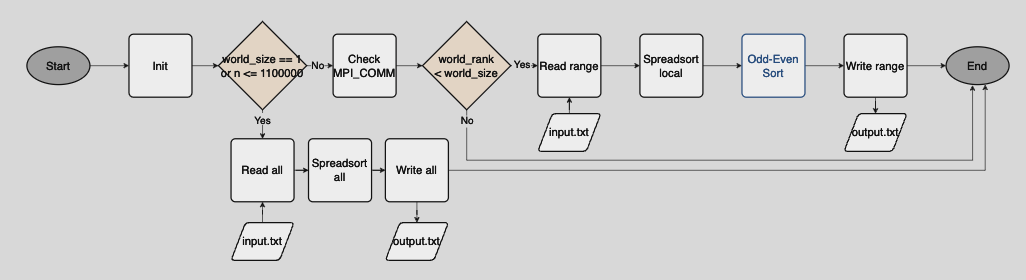 Start
Init
world_size == 1
or n <= 1100000
No
Check
MPI_COMM
world_rank
< world_size
Yes
Read range
Spreadsort
local
Odd-Even
Sort
Write range
End
Yes
No
input.txt
output.txt
Read all
Spreadsort
all
Write all
input.txt
output.txt